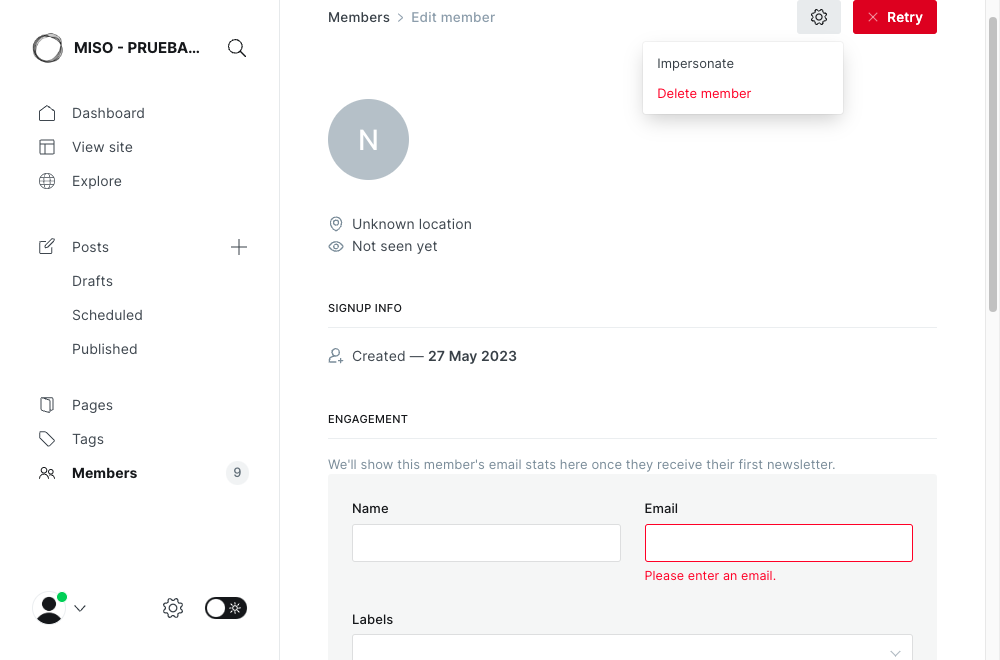 MISO - PRUEBA...
Dashboard
View site
Explore
Posts
Drafts
Scheduled
Published
Pages
Tags
Members
9
Members
Edit member
Retry
Impersonate
Delete member
N
Unknown location
Not seen yet
SIGNUP INFO
Created — 27 May 2023
ENGAGEMENT
We'll show this member's email stats here once they receive their first newsletter.
Name
Email
Please enter an email.
Labels